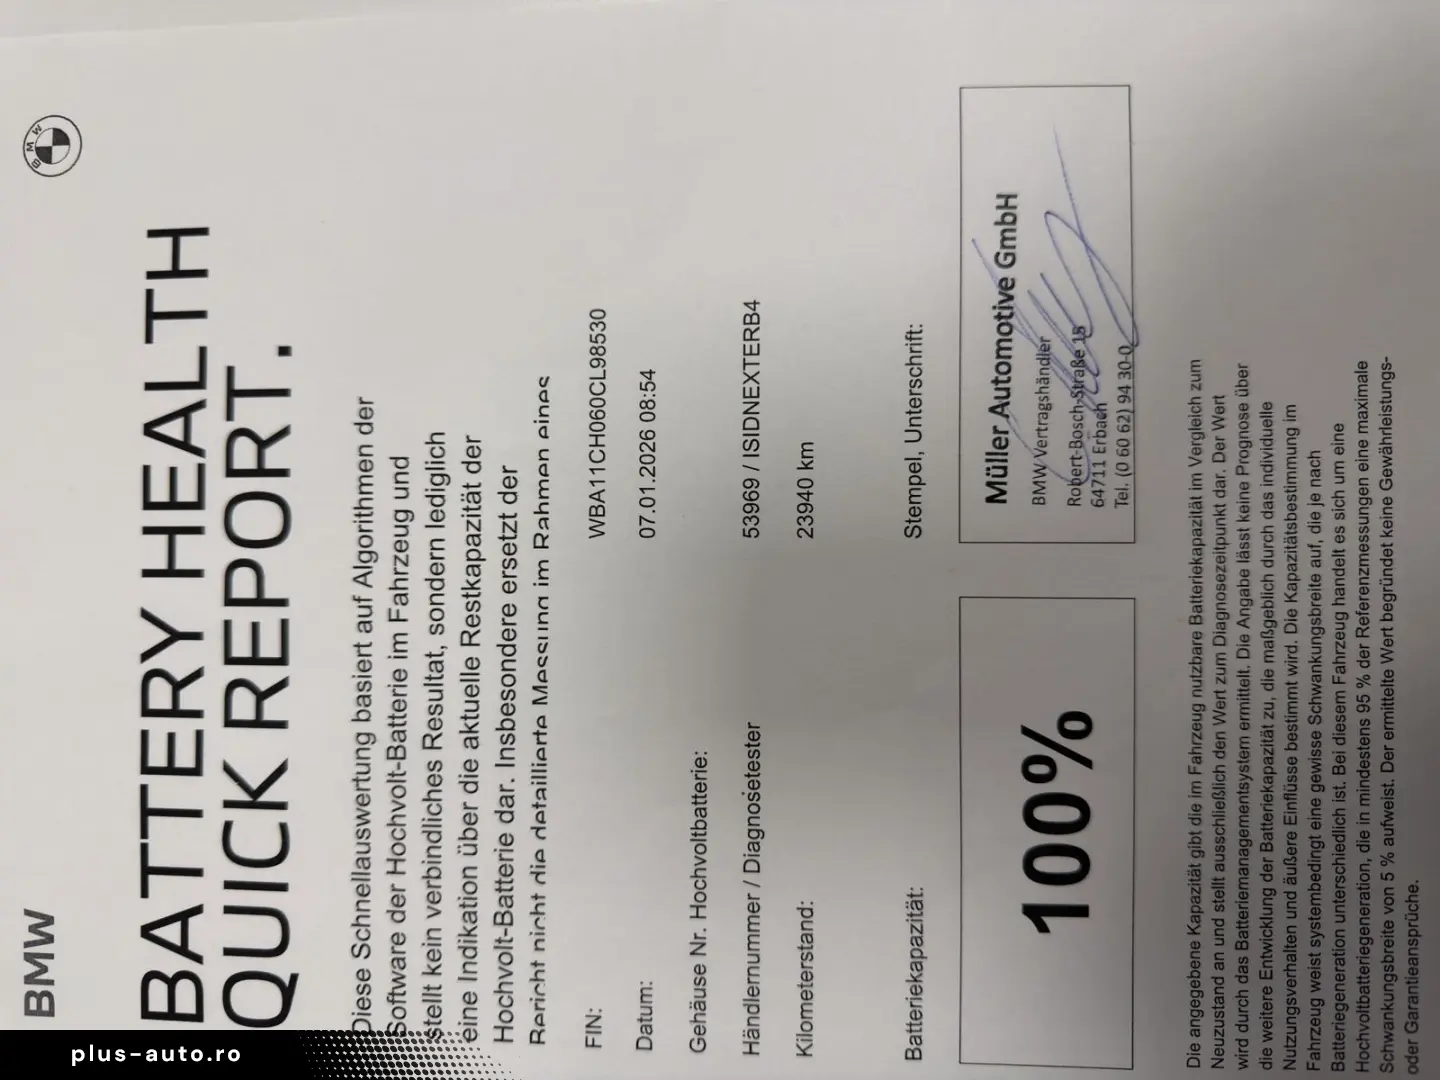 BMW
BMW
BATTERY HEALTH
QUICK REPORT.
Diese Schnellauswertung basiert auf Algorithmen der
Software der Hochvolt-Batterie im Fahrzeug und
stellt kein verbindliches Resultat, sondern lediglich
eine Indikation über die aktuelle Restkapazität der
Hochvolt-Batterie dar. Insbesondere ersetzt der
Bericht nicht die detaillierte Messung im Rahmen eines
FIN: WBA11CH060CL98530
Datum: 07.01.2026 08:54
Gehäuse Nr. Hochvoltbatterie:
Händlernummer / Diagnosetester 53969 / ISIDNEXTERB4
Kilometerstand: 23940 km
Batteriekapazität: Stempel, Unterschrift:
100%
Müller Automotive GmbH
BMW Vertragshändler
Robert-Bosch-Straße 15
64711 Erbach
Tel. (0 60 62) 94 30-0
Die angegebene Kapazität gibt die im Fahrzeug nutzbare Batteriekapazität im Vergleich zum
Neuzustand an und stellt ausschließlich den Wert zum Diagnosezeitpunkt dar. Der Wert
wird durch das Batteriemanagementsystem ermittelt. Die Angabe lässt keine Prognose über
die weitere Entwicklung der Batteriekapazität zu, die maßgeblich durch das individuelle
Nutzungsverhalten und äußere Einflüsse bestimmt wird. Die Kapazitätsbestimmung im
Fahrzeug weist systembedingt eine gewisse Schwankungsbreite auf, die je nach
Batteriegeneration unterschiedlich ist. Bei diesem Fahrzeug handelt es sich um eine
Hochvoltbatteriegeneration, die in mindestens 95 % der Referenzmessungen eine maximale
Schwankungsbreite von 5 % aufweist. Der ermittelte Wert begründet keine Gewährleistungs-
oder Garantieansprüche.
plus-auto.ro